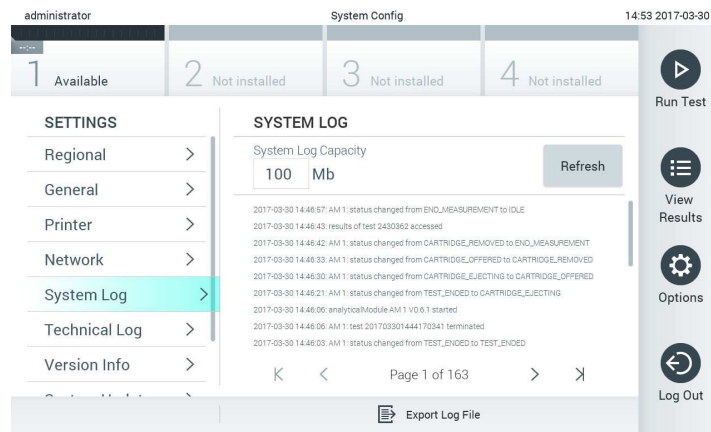 administrator
System Config
14:53 2017-03-30
--:--
1 Available
2 Not installed
3 Not installed
4 Not installed
Run Test
View
Results
Options
Log Out
SETTINGS
Regional
General
Printer
Network
System Log
Technical Log
Version Info
SYSTEM LOG
System Log Capacity
100 Mb
Refresh
2017-03-30 14:46:57: AM 1: status changed from END_MEASUREMENT to IDLE
2017-03-30 14:46:43: results of test 2430362 accessed
2017-03-30 14:46:42: AM 1: status changed from CARTRIDGE_REMOVED to END_MEASUREMENT
2017-03-30 14:46:33: AM 1: status changed from CARTRIDGE_OFFERED to CARTRIDGE_REMOVED
2017-03-30 14:46:30: AM 1: status changed from CARTRIDGE_EJECTING to CARTRIDGE_OFFERED
2017-03-30 14:46:21: AM 1: status changed from TEST_ENDED to CARTRIDGE_EJECTING
2017-03-30 14:46:06: analyticalModule AM 1 V0.6.1 started
2017-03-30 14:46:06: AM 1: test 201703301444170341 terminated
2017-03-30 14:46:03: AM 1: status changed from TEST_ENDED to TEST_ENDED
Page 1 of 163
Export Log File